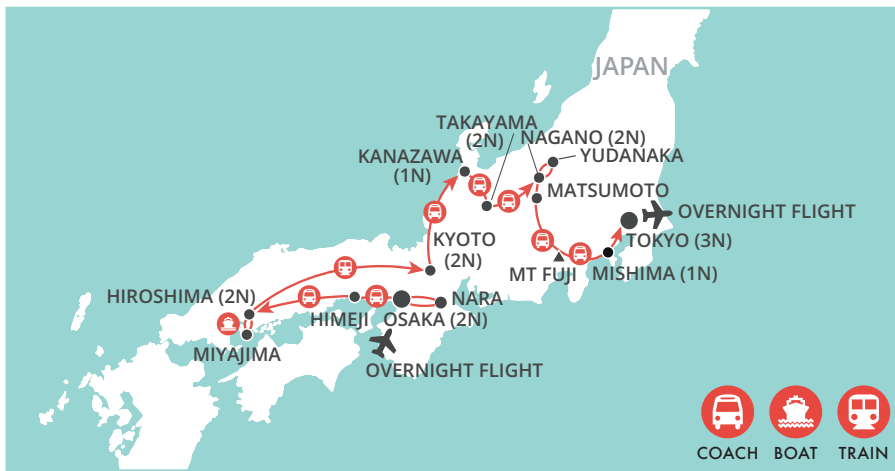 JAPAN
TAKAYAMA
(2N)
NAGANO (2N)
YUDANAKA
KANAZAWA
(1N)
MATSUMOTO
OVERNIGHT FLIGHT
TOKYO (3N)
KYOTO
(2N)
MT FUJI
MISHIMA (1N)
HIROSHIMA (2N)
NARA
HIMEJI
OSAKA (2N)
MIYAJIMA
OVERNIGHT FLIGHT
COACH
BOAT
TRAIN